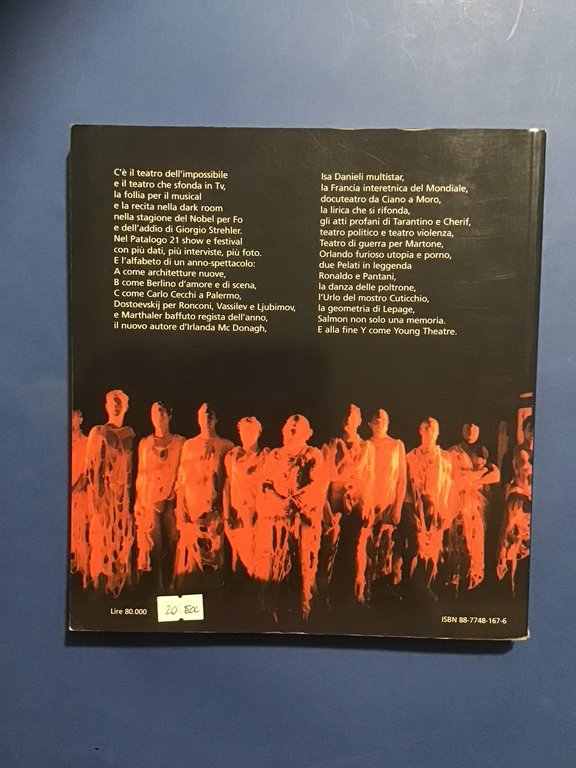 C'è il teatro dell'impossibile
e il teatro che sfonda in Tv,
la follia per il musical
e la recita nella dark room
nella stagione del Nobel per Fo
e dell'addio di Giorgio Strehler.
Nel Patalogo 21 show e festival
con più dati, più interviste, più foto.
E l'alfabeto di un anno-spettacolo:
A come architetture nuove,
B come Berlino d'amore e di scena,
C come Carlo Cecchi a Palermo,
Dostoevskij per Ronconi, Vassilev e Ljubimov,
e Marthaler baffuto regista dell'anno,
il nuovo autore d'Irlanda Mc Donagh,
Isa Danieli multistar,
la Francia interetnica del Mondiale,
docuteatro da Ciano a Moro,
la lirica che si rifonda,
gli atti profani di Tarantino e Cherif,
teatro politico e teatro violenza,
Teatro di guerra per Martone,
Orlando furioso utopia e porno,
due Pelati in leggenda
Ronaldo e Pantani,
la danza delle poltrone,
l'Urlo del mostro Cuticchio,
la geometria di Lepage,
Salmon non solo una memoria.
E alla fine Y come Young Theatre.
Lire 80.000
20 ECC
ISBN 88-7748-167-6